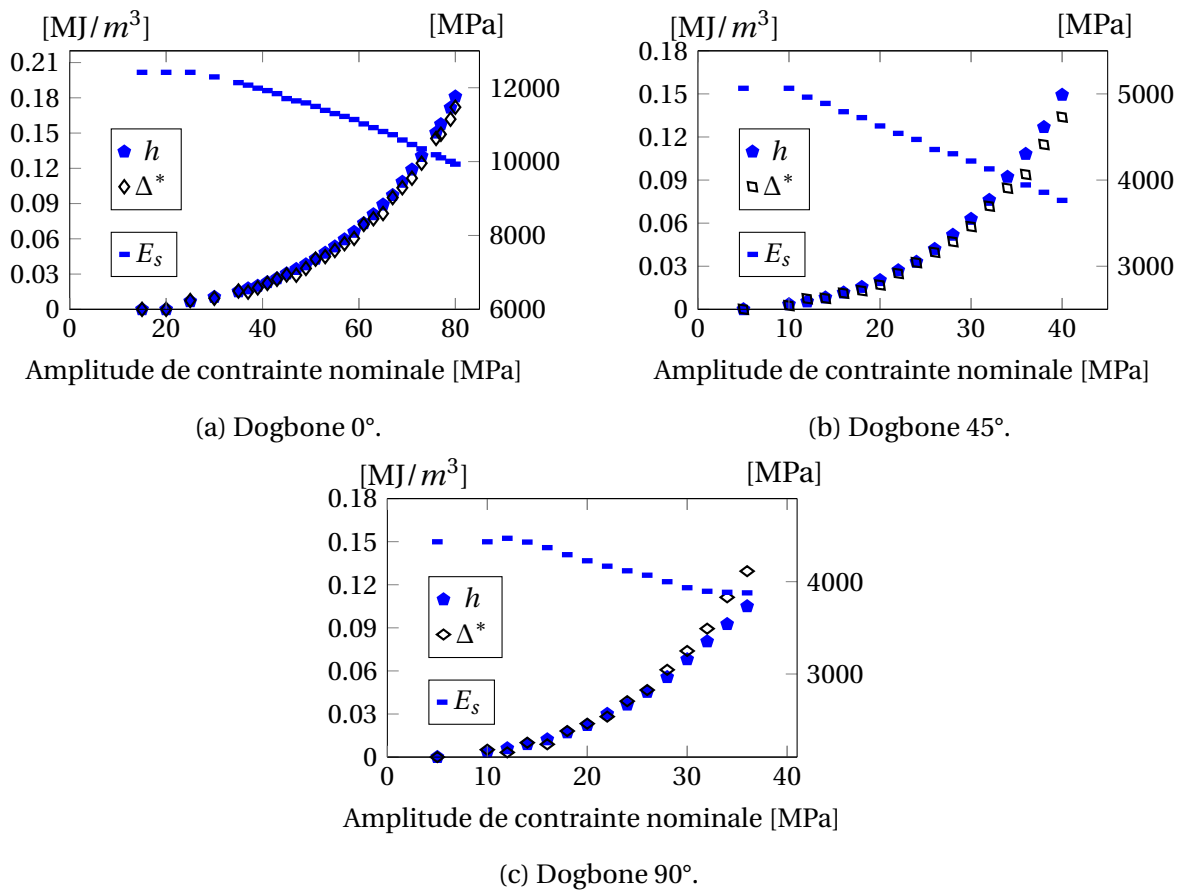 [MJ/m³] [MPa]
0.21
0.18
0.15
0.12
0.09
0.06
0.03
0
12000
10000
8000
6000
h
Δ*
E_s
0 20 40 60 80
Amplitude de contrainte nominale [MPa]
(a) Dogbone 0°.
[MJ/m³] [MPa]
0.18
0.15
0.12
0.09
0.06
0.03
0
5000
4000
3000
h
Δ*
E_s
0 10 20 30 40
Amplitude de contrainte nominale [MPa]
(b) Dogbone 45°.
[MJ/m³] [MPa]
0.18
0.15
0.12
0.09
0.06
0.03
0
4000
3000
h
Δ*
E_s
0 10 20 30 40
Amplitude de contrainte nominale [MPa]
(c) Dogbone 90°.